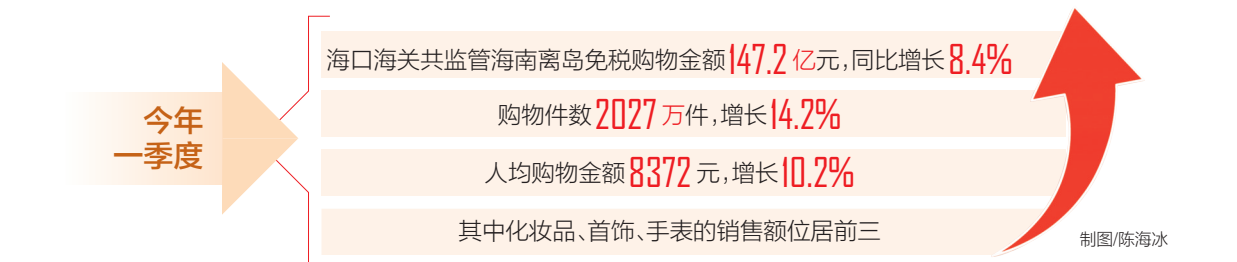 今年
一季度
海口海关共监管海南离岛免税购物金额147.2亿元,同比增长8.4%
购物件数2027万件,增长14.2%
人均购物金额8372元,增长10.2%
其中化妆品、首饰、手表的销售额位居前三
制图/陈海冰